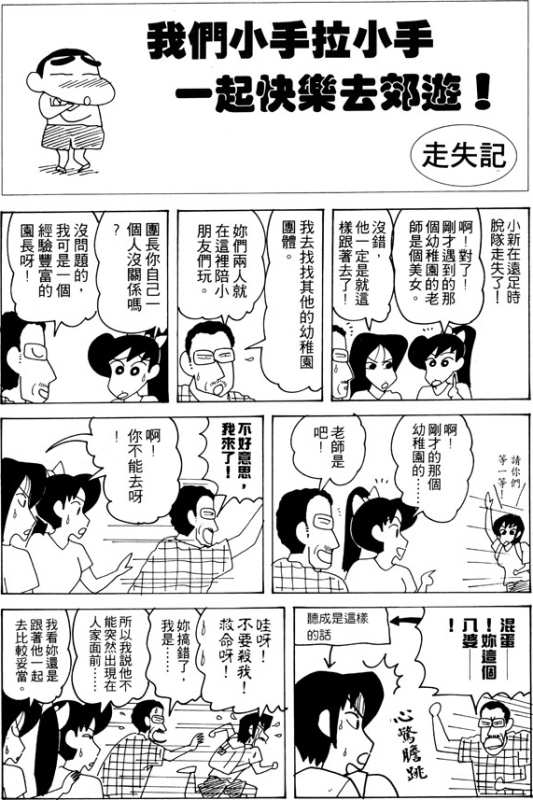 我們小手拉小手
一起快樂去郊遊！
走失記
小新在遠足時
脫隊走失了！
啊！對了！
剛才遇到的那
個幼稚園的老
師是個美女。
沒錯，
他一定是就這
樣跟著去了！
我去找找其他的幼稚園
團體。
妳們兩人就
在這裡陪小
朋友們玩。
團長你自己一
個人沒關係嗎
？
沒問題的，
我可是一個
經驗豐富的
團長呀！
請你們
等一等！
啊！
剛才的那個
幼稚園的…
老師是
吧！
不好意思，
我來了！
啊！
你不能去呀
！
混蛋
！妳這個
八婆——
！
聽成是這樣
的話
心驚膽跳
哇呀！
不要殺我！
救命呀！
妳搞錯了，
我是……
所以我說他不
能突然出現在
人家面前……
我看妳還是
跟著他一起
去比較妥當。